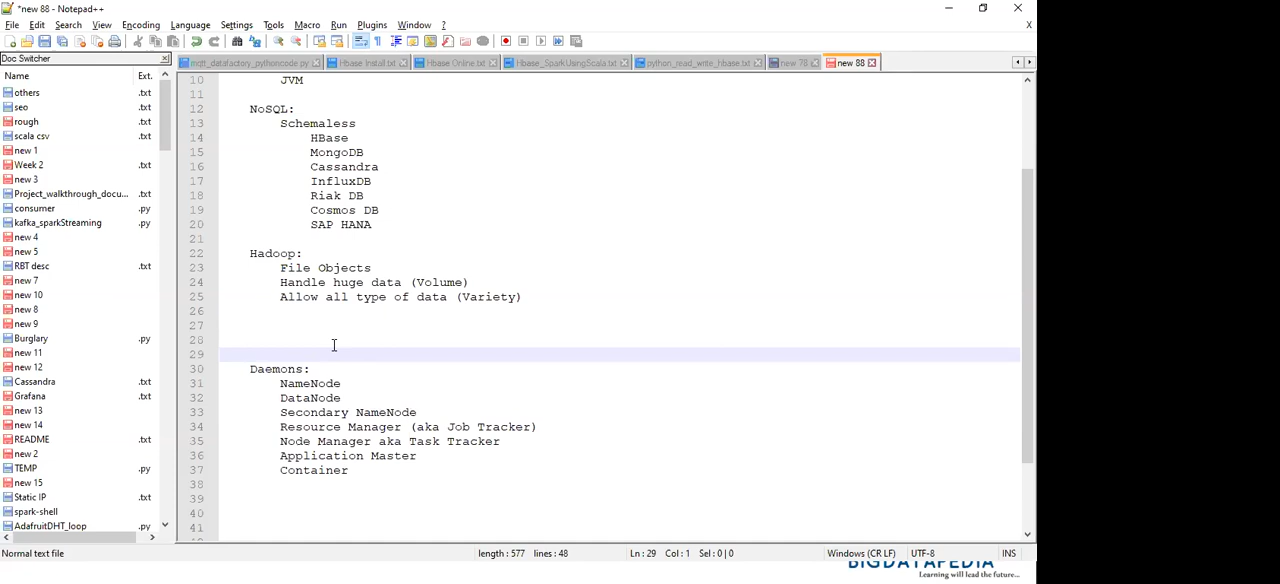 *new 88 - Notepad++
File Edit Search View Encoding Language Settings Tools Macro Run Plugins Window ?
X
Doc Switcher
mqtt_datafactory_pythoncode.py Hbase Install.txt Hbase Online.txt Hbase_SparkUsingScala.txt python_read_write_hbase.txt new 78 new 88
Name Ext.
others .txt
seo .txt
rough .txt
scala csv .txt
new 1
Week 2 .txt
new 3
Project_walkthrough_docu... .txt
consumer .py
kafka_sparkStreaming .py
new 4
new 5
RBT desc .txt
new 7
new 10
new 8
new 9
Burglary .py
new 11
new 12
Cassandra .txt
Grafana .txt
new 13
new 14
README .txt
new 2
TEMP .py
new 15
Static IP .txt
spark-shell
AdafruitDHT_loop .py
10 JVM
11
12 NoSQL:
13 Schemaless
14 HBase
15 MongoDB
16 Cassandra
17 InfluxDB
18 Riak DB
19 Cosmos DB
20 SAP HANA
21
22 Hadoop:
23 File Objects
24 Handle huge data (Volume)
25 Allow all type of data (Variety)
26
27
28
29
30 Daemons:
31 NameNode
32 DataNode
33 Secondary NameNode
34 Resource Manager (aka Job Tracker)
35 Node Manager aka Task Tracker
36 Application Master
37 Container
38
39
40
41
Normal text file length : 577 lines : 48 Ln : 29 Col : 1 Sel : 0 | 0 Windows (CR LF) UTF-8 INS
BIGDATAPEDIA
Learning will lead the future...